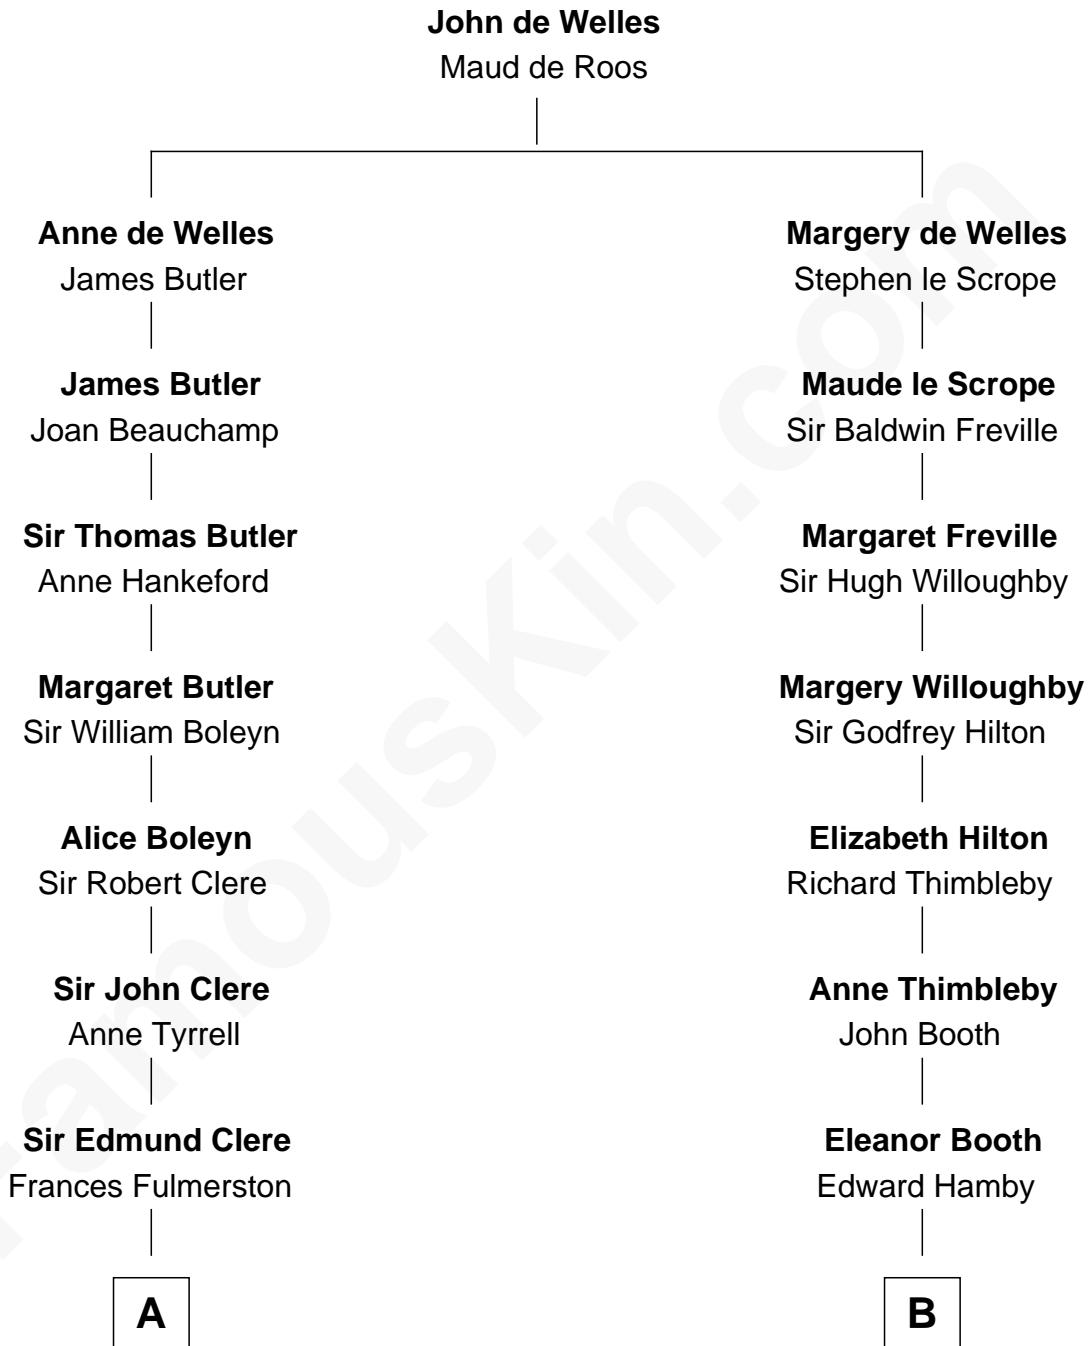 John de Welles
Maud de Roos
Anne de Welles
James Butler
Margery de Welles
Stephen le Scrope
James Butler
Joan Beauchamp
Maude le Scrope
Sir Baldwin Freville
Sir Thomas Butler
Anne Hankeford
Margaret Freville
Sir Hugh Willoughby
Margaret Butler
Sir William Boleyn
Margery Willoughby
Sir Godfrey Hilton
Alice Boleyn
Sir Robert Clere
Elizabeth Hilton
Richard Thimbleby
Sir John Clere
Anne Tyrrell
Anne Thimbleby
John Booth
Sir Edmund Clere
Frances Fulmerston
Eleanor Booth
Edward Hamby
A
B
FamousKin.com